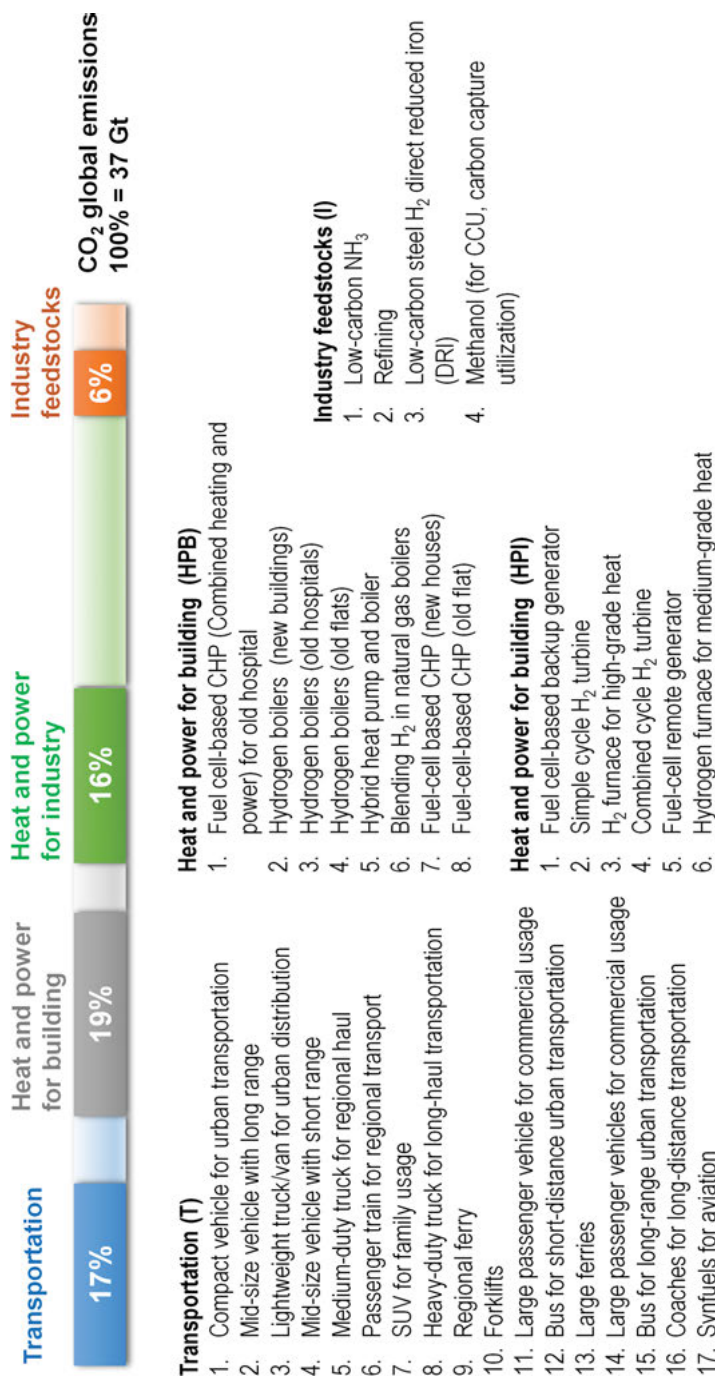 Transportation
Heat and power
for building
Heat and power
for industry
Industry
feedstocks
17%
19%
16%
6%
CO₂ global emissions
100% = 37 Gt
Transportation (T)
1. Compact vehicle for urban transportation
2. Mid-size vehicle with long range
3. Lightweight truck/van for urban distribution
4. Mid-size vehicle with short range
5. Medium-duty truck for regional haul
6. Passenger train for regional transport
7. SUV for family usage
8. Heavy-duty truck for long-haul transportation
9. Regional ferry
10. Forklifts
11. Large passenger vehicle for commercial usage
12. Bus for short-distance urban transportation
13. Large ferries
14. Large passenger vehicles for commercial usage
15. Bus for long-range urban transportation
16. Coaches for long-distance transportation
17. Synfuels for aviation
Heat and power for building (HPB)
1. Fuel cell-based CHP (Combined heating and
power) for old hospital
2. Hydrogen boilers (new buildings)
3. Hydrogen boilers (old hospitals)
4. Hydrogen boilers (old flats)
5. Hybrid heat pump and boiler
6. Blending H₂ in natural gas boilers
7. Fuel-cell based CHP (new houses)
8. Fuel-cell-based CHP (old flat)
Heat and power for building (HPI)
1. Fuel cell-based backup generator
2. Simple cycle H₂ turbine
3. H₂ furnace for high-grade heat
4. Combined cycle H₂ turbine
5. Fuel-cell remote generator
6. Hydrogen furnace for medium-grade heat
Industry feedstocks (I)
1. Low-carbon NH₃
2. Refining
3. Low-carbon steel H₂ direct reduced iron
(DRI)
4. Methanol (for CCU, carbon capture
utilization)